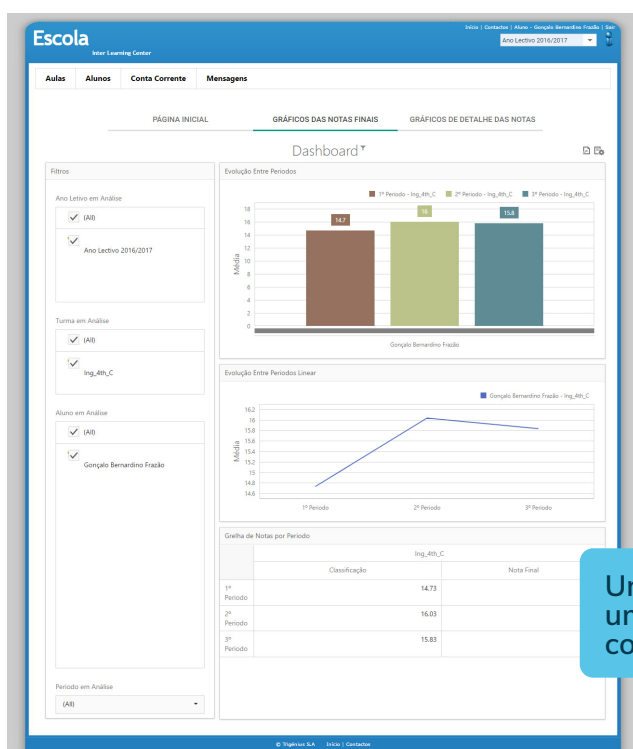 Início | Contactos | Aluno - Gonçalo Bernardino Frazão | Sair
Escola
Inter Learning Center
Ano Lectivo 2016/2017
Aulas Alunos Conta Corrente Mensagens
PÁGINA INICIAL GRÁFICOS DAS NOTAS FINAIS GRÁFICOS DE DETALHE DAS NOTAS
Dashboard
Filtros
Ano Letivo em Análise
(All)
Ano Lectivo 2016/2017
Turma em Análise
(All)
Ing_4th_C
Aluno em Análise
(All)
Gonçalo Bernardino Frazão
Periodo em Análise
(All)
Evolução Entre Periodos
1º Periodo - Ing_4th_C 2º Periodo - Ing_4th_C 3º Periodo - Ing_4th_C
18
16
14
12
10
8
6
4
2
0
Média
14.7 16 15.8
Gonçalo Bernardino Frazão
Evolução Entre Periodos Linear
Gonçalo Bernardino Frazão - Ing_4th_C
16.2
16
15.8
15.6
15.4
15.2
15
14.8
14.6
Média
1º Periodo 2º Periodo 3º Periodo
Grelha de Notas por Periodo
Ing_4th_C
Classificação Nota Final
1º Periodo 14.73
2º Periodo 16.03
3º Periodo 15.83
© Trigénius S.A Início | Contactos